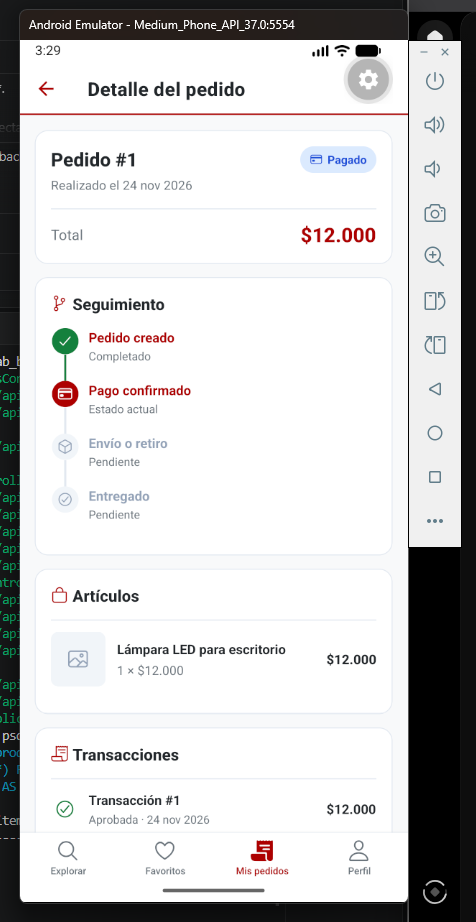 Android Emulator - Medium_Phone_API_37.0:5554
3:29
Detalle del pedido
Pedido #1
Pagado
Realizado el 24 nov 2026
Total
$12.000
Seguimiento
Pedido creado
Completado
Pago confirmado
Estado actual
Envío o retiro
Pendiente
Entregado
Pendiente
Artículos
Lámpara LED para escritorio
1 × $12.000
$12.000
Transacciones
Transacción #1
$12.000
Aprobada · 24 nov 2026
Explorar
Favoritos
Mis pedidos
Perfil